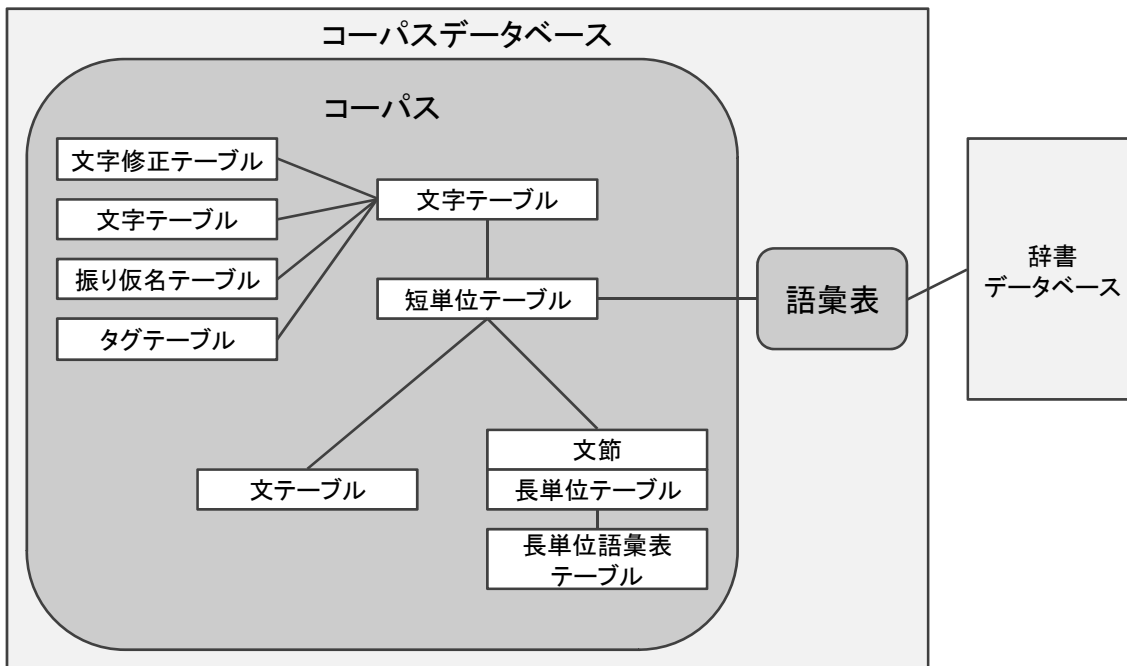 コーパスデータベース
コーパス
文字修正テーブル
文字テーブル
振り仮名テーブル
タグテーブル
文字テーブル
短単位テーブル
文テーブル
文節
長単位テーブル
長単位語彙表
テーブル
語彙表
辞書
データベース